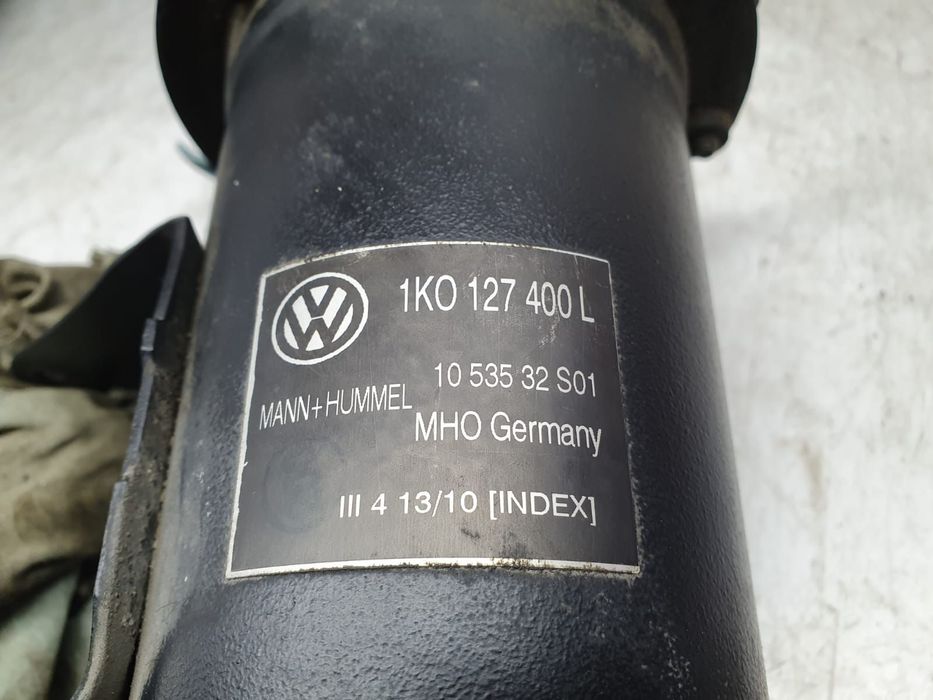 1K0 127 400 L
10 535 32 S01
MANN+HUMMEL
MHO Germany
III 4 13/10 [INDEX]